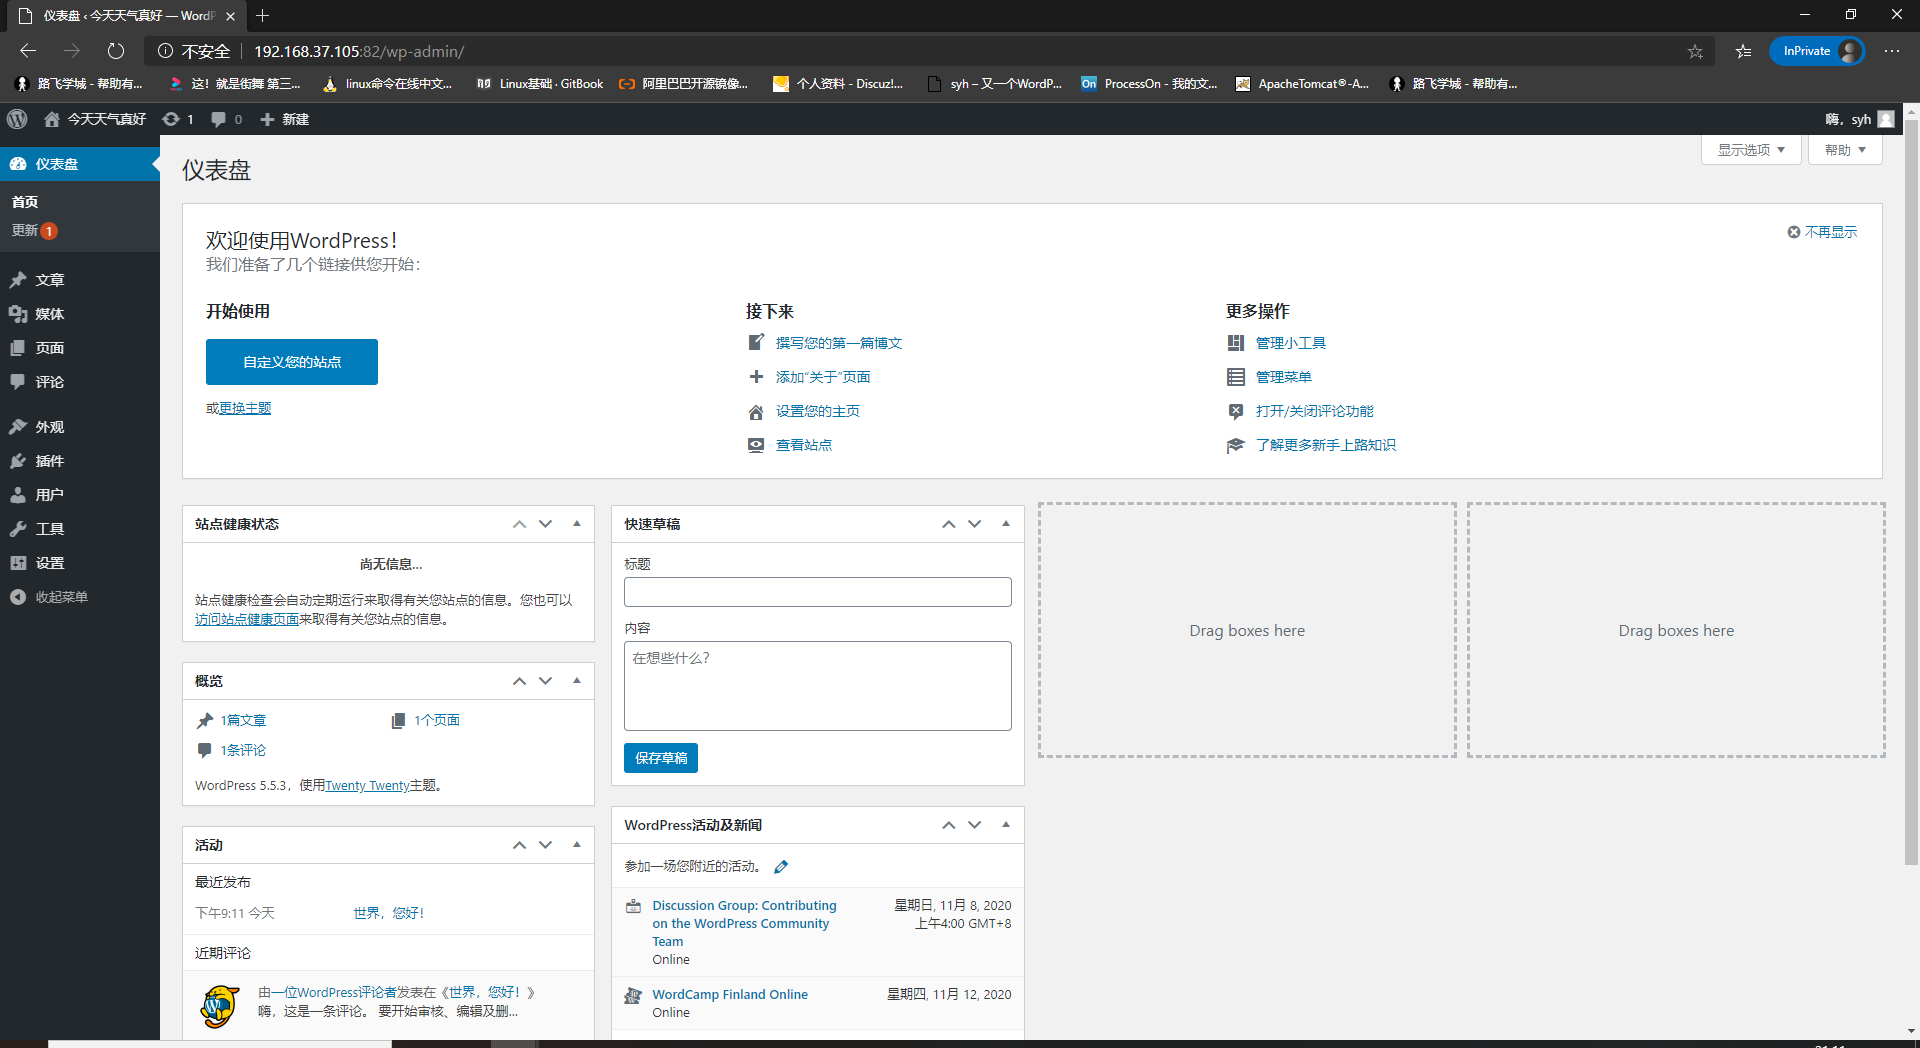 仪表盘 ‹ 今天天气真好 — WordP
不安全 192.168.37.105:82/wp-admin/ InPrivate
路飞学城 - 帮助有... 这！就是街舞 第三... linux命令在线中文... Linux基础 · GitBook 阿里巴巴开源镜像... 个人资料 - Discuz!... syh – 又一个WordP... On ProcessOn - 我的文... ApacheTomcat®-A... 路飞学城 - 帮助有...
今天天气真好 1 0 新建 嗨，syh
仪表盘
首页
更新 1
文章
媒体
页面
评论
外观
插件
用户
工具
设置
收起菜单
显示选项 帮助
仪表盘
欢迎使用WordPress！ 不再显示
我们准备了几个链接供您开始：
开始使用
自定义您的站点
或更换主题
接下来
撰写您的第一篇博文
添加“关于”页面
设置您的主页
查看站点
更多操作
管理小工具
管理菜单
打开/关闭评论功能
了解更多新手上路知识
站点健康状态
尚无信息...
站点健康检查会自动定期运行来取得有关您站点的信息。您也可以
访问站点健康页面来取得有关您站点的信息。
概览
1篇文章 1个页面
1条评论
WordPress 5.5.3，使用Twenty Twenty主题。
活动
最近发布
下午9:11 今天 世界，您好！
近期评论
由一位WordPress评论者发表在《世界，您好！》
嗨，这是一条评论。 要开始审核、编辑及删...
快速草稿
标题
内容
在想些什么？
保存草稿
WordPress活动及新闻
参加一场您附近的活动。
Discussion Group: Contributing 星期日, 11月 8, 2020
on the WordPress Community 上午4:00 GMT+8
Team
Online
WordCamp Finland Online 星期四, 11月 12, 2020
Online
Drag boxes here
Drag boxes here